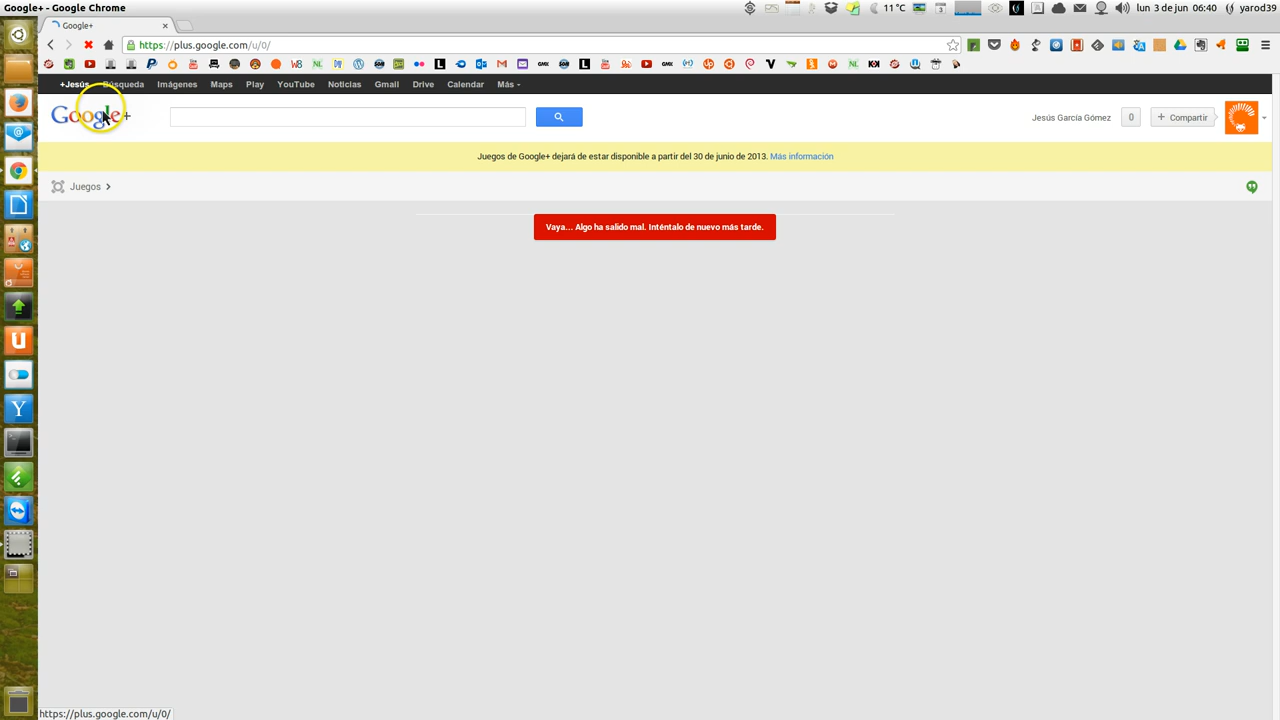 Google+ - Google Chrome
11 °C
3
lun 3 de jun 06:40
yarod39
Google+
https://plus.google.com/u/0/
+Jesús Búsqueda Imágenes Maps Play YouTube Noticias Gmail Drive Calendar Más
Google+
Jesús García Gómez
0
+ Compartir
Juegos de Google+ dejará de estar disponible a partir del 30 de junio de 2013. Más información
Juegos
Vaya... Algo ha salido mal. Inténtalo de nuevo más tarde.
https://plus.google.com/u/0/